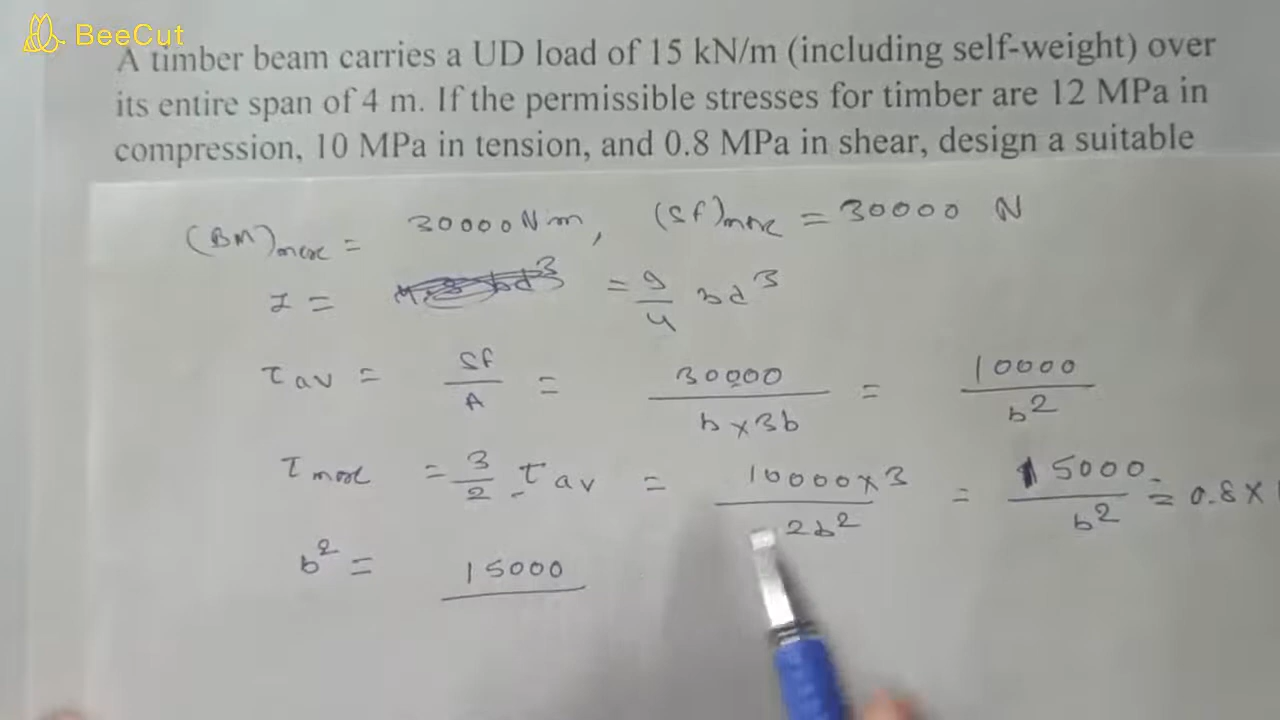 BeeCut
A timber beam carries a UD load of 15 kN/m (including self-weight) over
its entire span of 4 m. If the permissible stresses for timber are 12 MPa in
compression, 10 MPa in tension, and 0.8 MPa in shear, design a suitable
(BM)max = 30000 Nm, (SF)max = 30000 N
I = = 9/4 bd³
τav = SF/A = 30000/b×3b = 10000/b²
τmax = 3/2 τav = 10000×3/2b² = 15000/b² = 0.8×
b² = 15000